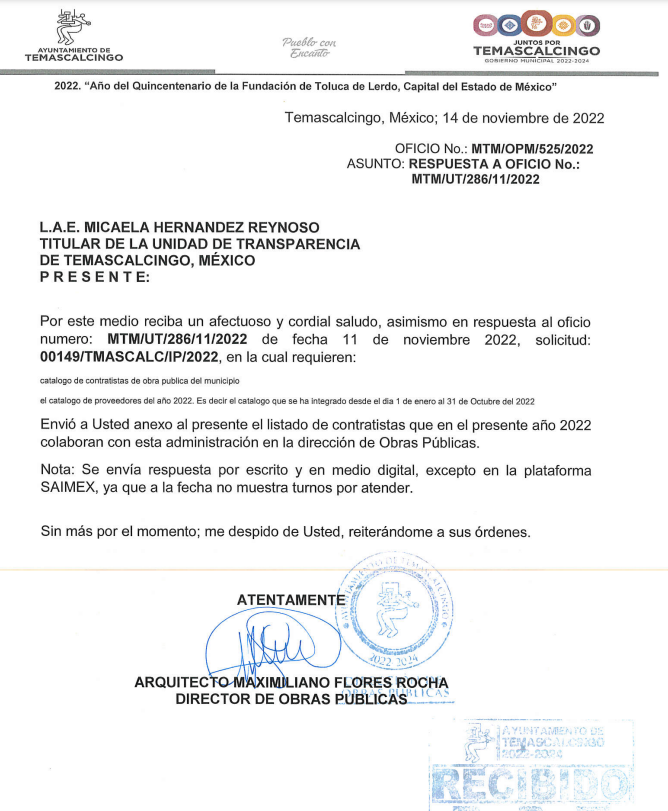 AYUNTAMIENTO DE
TEMASCALCINGO
Pueblo con
Encanto
JUNTOS POR
TEMASCALCINGO
GOBIERNO MUNICIPAL 2022-2024
2022. “Año del Quincentenario de la Fundación de Toluca de Lerdo, Capital del Estado de México”
Temascalcingo, México; 14 de noviembre de 2022
OFICIO No.: MTM/OPM/525/2022
ASUNTO: RESPUESTA A OFICIO No.:
MTM/UT/286/11/2022
L.A.E. MICAELA HERNANDEZ REYNOSO
TITULAR DE LA UNIDAD DE TRANSPARENCIA
DE TEMASCALCINGO, MÉXICO
P R E S E N T E:
Por este medio reciba un afectuoso y cordial saludo, asimismo en respuesta al oficio
numero: MTM/UT/286/11/2022 de fecha 11 de noviembre 2022, solicitud:
00149/TMASCALC/IP/2022, en la cual requieren:
catalogo de contratistas de obra publica del municipio
el catalogo de proveedores del año 2022. Es decir el catalogo que se ha integrado desde el dia 1 de enero al 31 de Octubre del 2022
Envió a Usted anexo al presente el listado de contratistas que en el presente año 2022
colaboran con esta administración en la dirección de Obras Públicas.
Nota: Se envía respuesta por escrito y en medio digital, excepto en la plataforma
SAIMEX, ya que a la fecha no muestra turnos por atender.
Sin más por el momento; me despido de Usted, reiterándome a sus órdenes.
ATENTAMENTE
AYUNTAMIENTO DE TEMASCALCINGO
2022-2024
OBRAS PÚBLICAS
ARQUITECTO MAXIMILIANO FLORES ROCHA
DIRECTOR DE OBRAS PÚBLICAS
AYUNTAMIENTO DE
TEMASCALCINGO
2022-2024
RECIBIDO